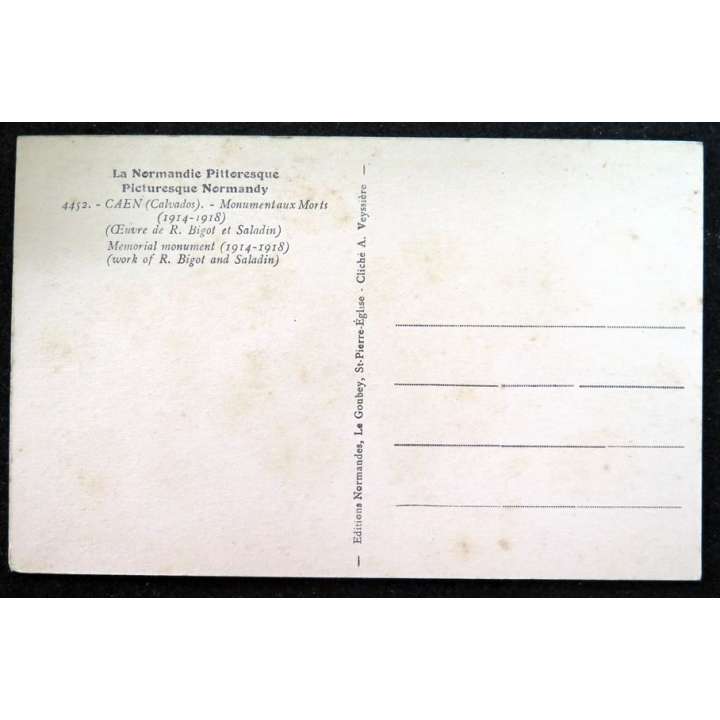 La Normandie Pittoresque
Picturesque Normandy
4452. - CAEN (Calvados). - Monument aux Morts
(1914-1918)
(Œuvre de R. Bigot et Saladin)
Memorial monument (1914-1918)
(work of R. Bigot and Saladin)
— Editions Normandes, Le Goubey, St-Pierre-Église - Cliché A. Veyssière —